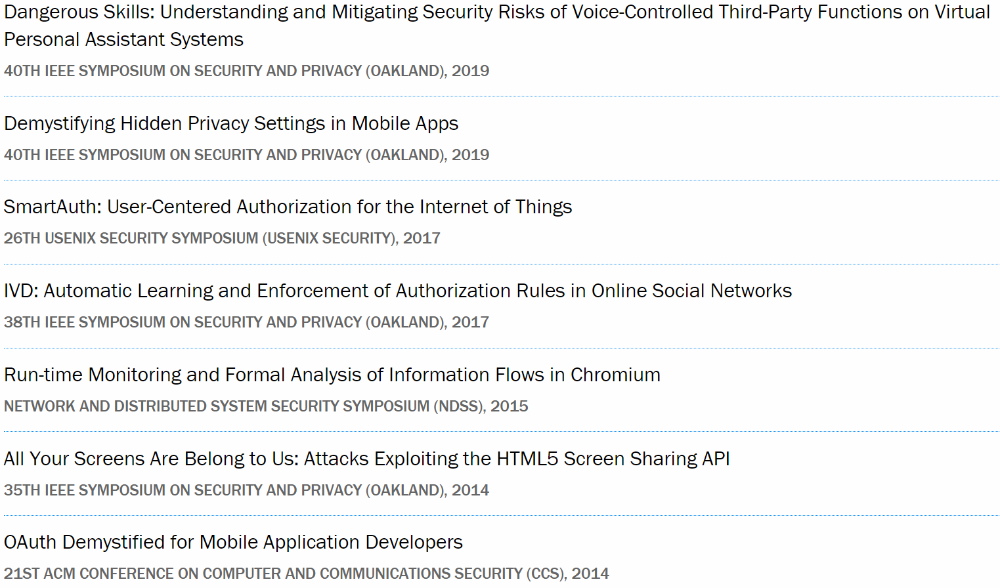 Dangerous Skills: Understanding and Mitigating Security Risks of Voice-Controlled Third-Party Functions on Virtual
Personal Assistant Systems
40TH IEEE SYMPOSIUM ON SECURITY AND PRIVACY (OAKLAND), 2019
Demystifying Hidden Privacy Settings in Mobile Apps
40TH IEEE SYMPOSIUM ON SECURITY AND PRIVACY (OAKLAND), 2019
SmartAuth: User-Centered Authorization for the Internet of Things
26TH USENIX SECURITY SYMPOSIUM (USENIX SECURITY), 2017
IVD: Automatic Learning and Enforcement of Authorization Rules in Online Social Networks
38TH IEEE SYMPOSIUM ON SECURITY AND PRIVACY (OAKLAND), 2017
Run-time Monitoring and Formal Analysis of Information Flows in Chromium
NETWORK AND DISTRIBUTED SYSTEM SECURITY SYMPOSIUM (NDSS), 2015
All Your Screens Are Belong to Us: Attacks Exploiting the HTML5 Screen Sharing API
35TH IEEE SYMPOSIUM ON SECURITY AND PRIVACY (OAKLAND), 2014
OAuth Demystified for Mobile Application Developers
21ST ACM CONFERENCE ON COMPUTER AND COMMUNICATIONS SECURITY (CCS), 2014